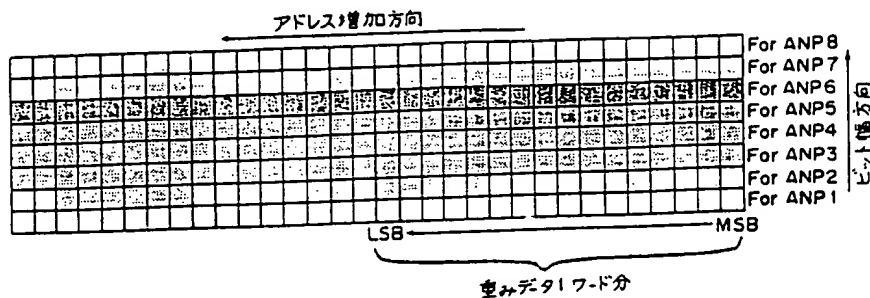 アドレス増加方向
For ANP8
For ANP7
For ANP6
For ANP5
For ANP4
For ANP3
For ANP2
For ANP1
ビット幅方向
LSB
MSB
重みデータ1ワード分